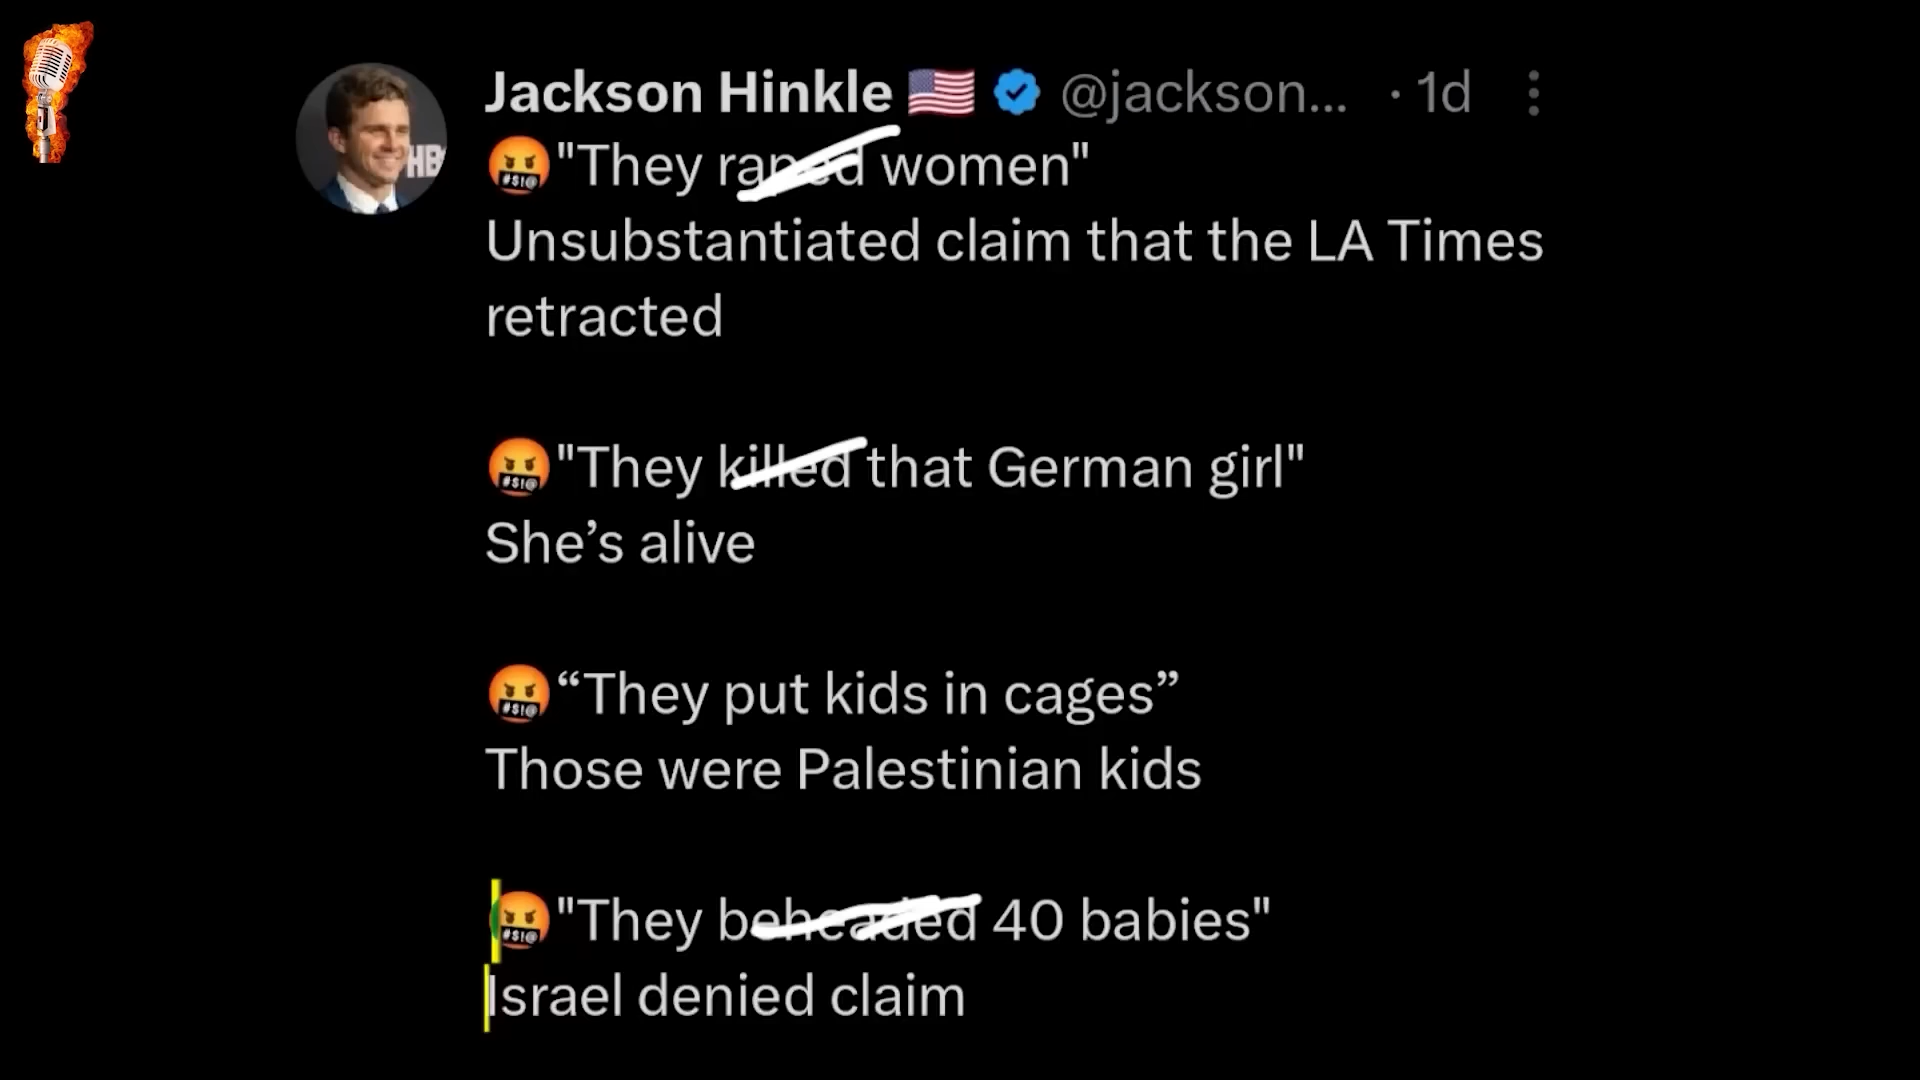 Jackson Hinkle 🇺🇸 @jackson... · 1d
🤬"They raped women"
Unsubstantiated claim that the LA Times
retracted
🤬"They killed that German girl"
She’s alive
🤬“They put kids in cages”
Those were Palestinian kids
🤬"They beheaded 40 babies"
Israel denied claim
HB